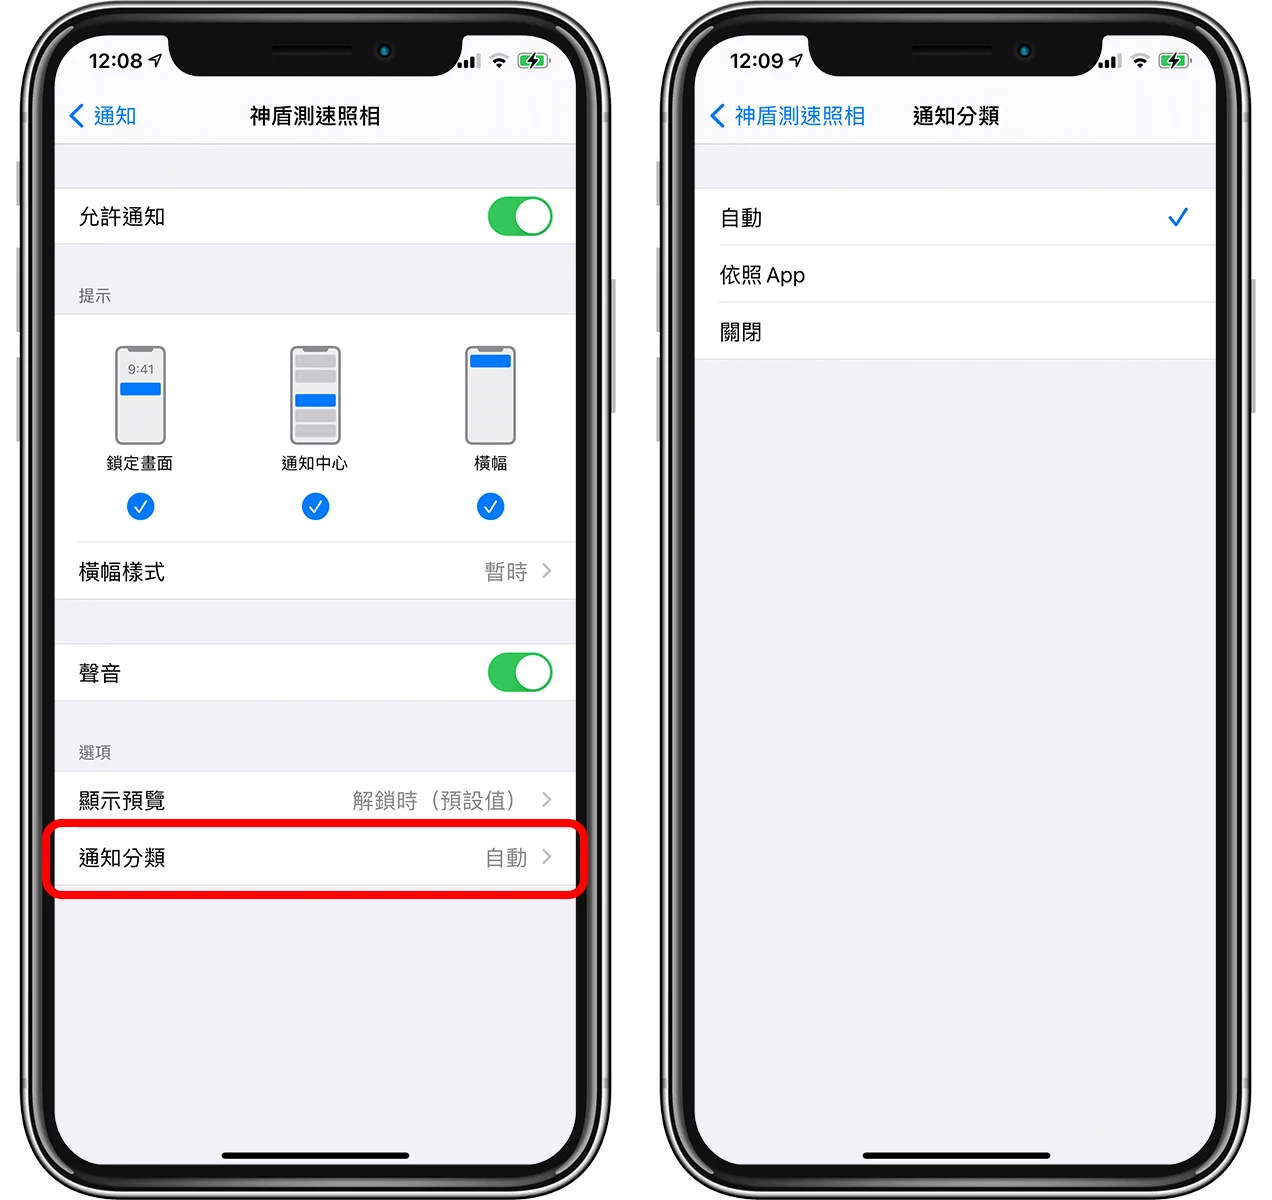 12:08
通知 神盾測速照相
允許通知
提示
9:41
鎖定畫面 通知中心 橫幅
橫幅樣式 暫時
聲音
選項
顯示預覽 解鎖時（預設值）
通知分類 自動
12:09
神盾測速照相 通知分類
自動
依照 App
關閉